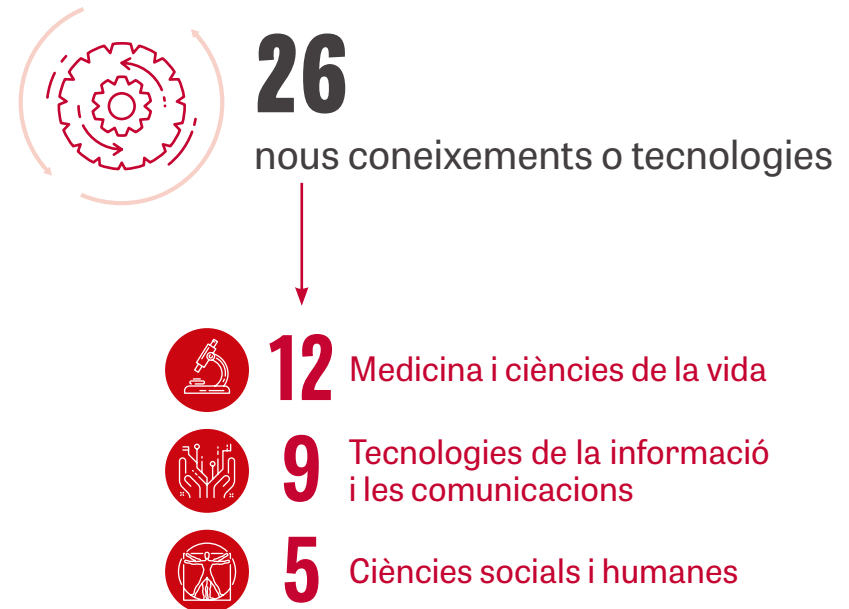 26
nous coneixements o tecnologies
12 Medicina i ciències de la vida
9 Tecnologies de la informació
i les comunicacions
5 Ciències socials i humanes